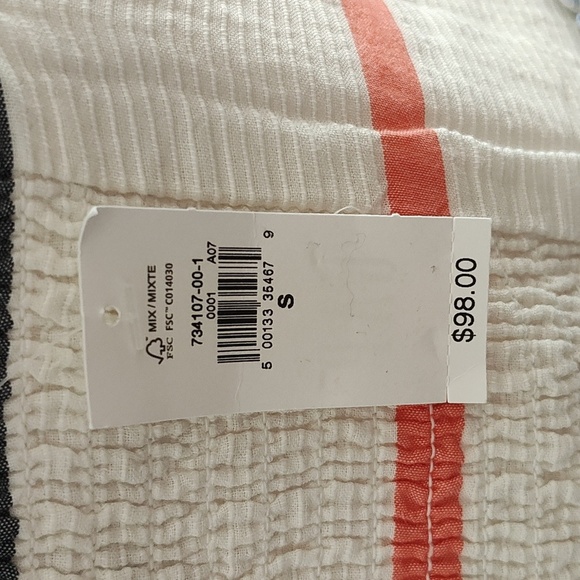 MIX/MIXTE
FSC FSC™ C014030
734107-00-1
0001 A07
5 00133 35467 9
S
$98.00